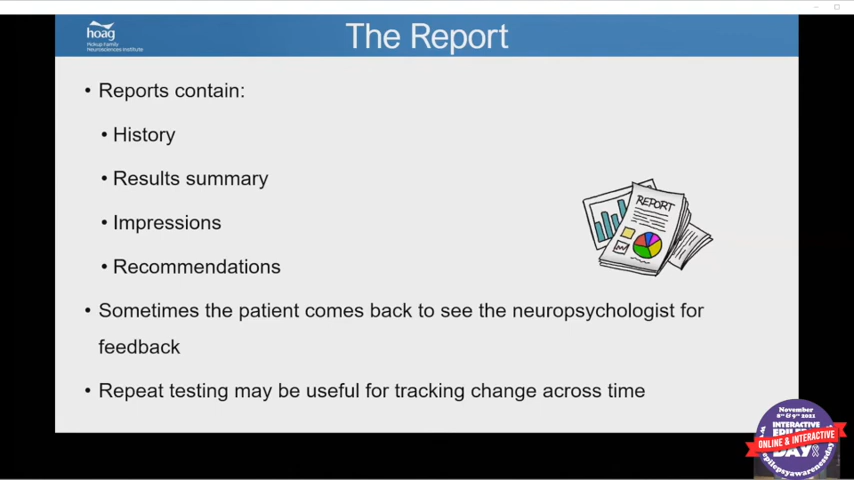 hoag
Pickup Family
Neurosciences Institute
The Report
• Reports contain:
• History
• Results summary
• Impressions
• Recommendations
REPORT
• Sometimes the patient comes back to see the neuropsychologist for
feedback
• Repeat testing may be useful for tracking change across time
November
8th & 9th 2021
INTERACTIVE
ONLINE & INTERACTIVE
DAY
epilepsyawarenessday